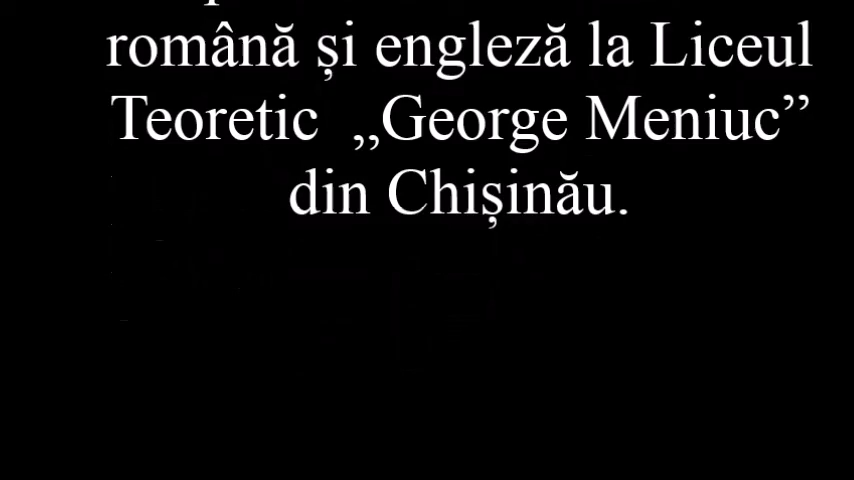 română și engleză la Liceul
Teoretic „George Meniuc”
din Chișinău.